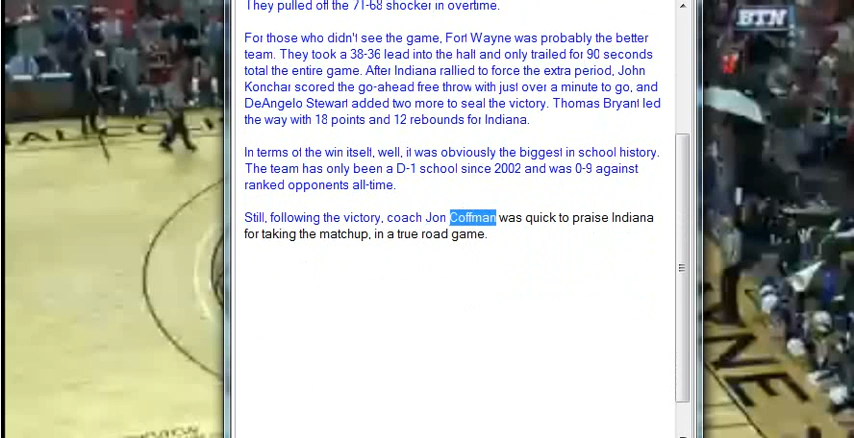 They pulled off the 71-68 shocker in overtime.
For those who didn't see the game, Fort Wayne was probably the better
team. They took a 38-36 lead into the half and only trailed for 90 seconds
total the entire game. After Indiana rallied to force the extra period, John
Konchar scored the go-ahead free throw with just over a minute to go, and
DeAngelo Stewart added two more to seal the victory. Thomas Bryant led
the way with 18 points and 12 rebounds for Indiana.
In terms of the win itself, well, it was obviously the biggest in school history.
The team has only been a D-1 school since 2002 and was 0-9 against
ranked opponents all-time.
Still, following the victory, coach Jon Coffman was quick to praise Indiana
for taking the matchup, in a true road game.
BTN